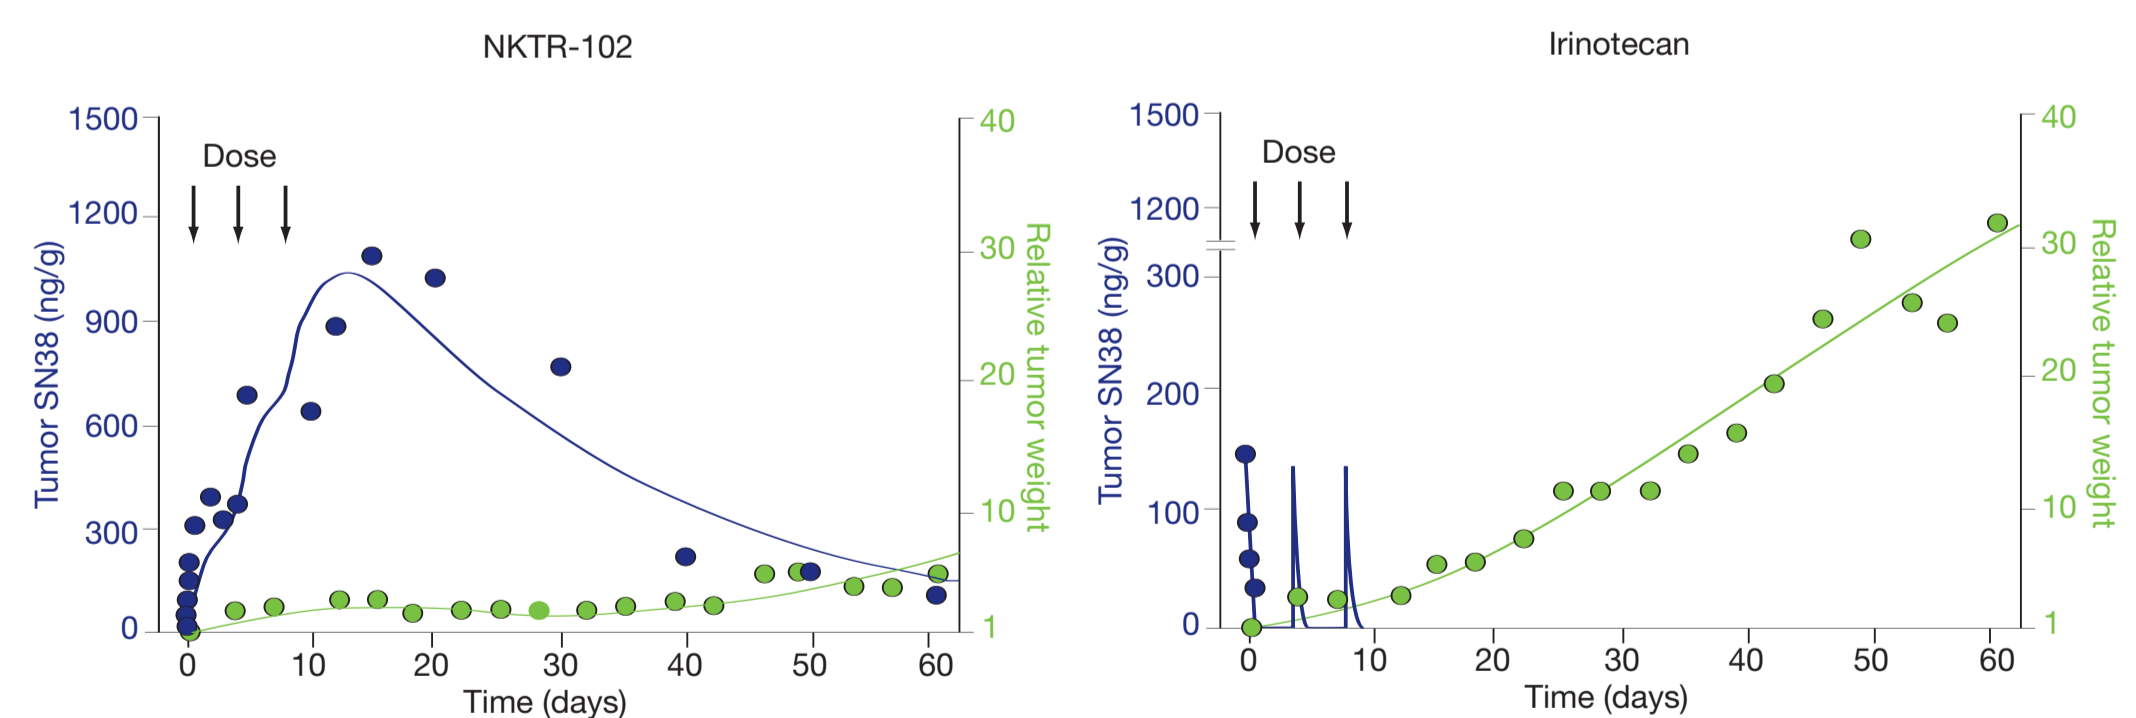 NKTR-102
1500
1200
900
600
300
0
Tumor SN38 (ng/g)
Dose
40
30
20
10
1
Relative tumor weight
0 10 20 30 40 50 60
Time (days)
Irinotecan
1500
1200
300
200
100
0
Tumor SN38 (ng/g)
Dose
40
30
20
10
1
Relative tumor weight
0 10 20 30 40 50 60
Time (days)